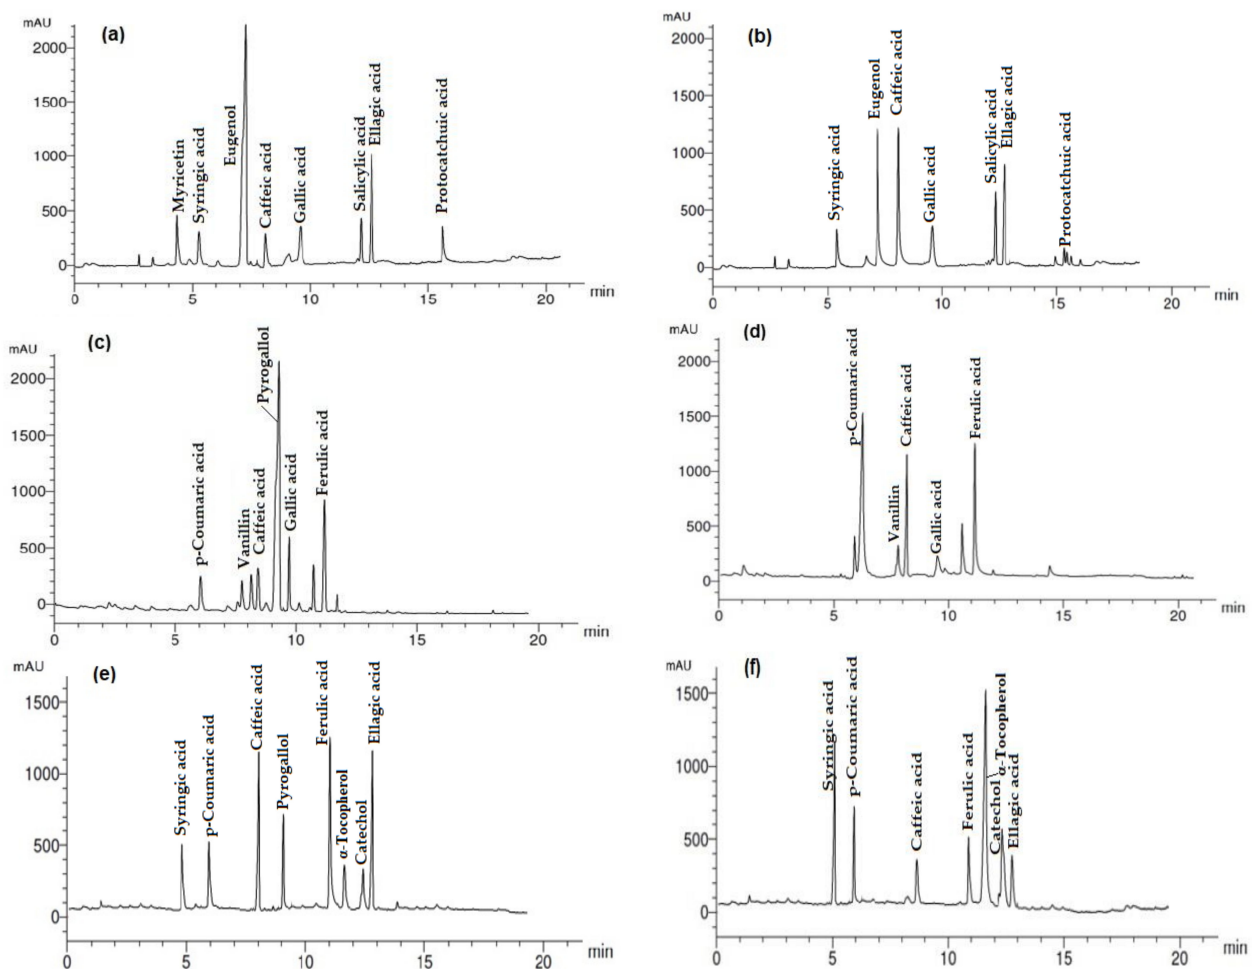 mAU
(a)
2000
1500
1000
500
0
Myricetin
Syringic acid
Eugenol
Caffeic acid
Gallic acid
Salicylic acid
Ellagic acid
Protocatchuic acid
0 5 10 15 20 min
mAU
(b)
2000
1500
1000
500
0
Syringic acid
Eugenol
Caffeic acid
Gallic acid
Salicylic acid
Ellagic acid
Protocatchuic acid
0 5 10 15 20 min
mAU
(c)
2000
1500
1000
500
0
p-Coumaric acid
Vanillin
Caffeic acid
Pyrogallol
Gallic acid
Ferulic acid
0 5 10 15 20 min
mAU
(d)
2000
1500
1000
500
0
p-Coumaric acid
Vanillin
Caffeic acid
Gallic acid
Ferulic acid
0 5 10 15 20 min
mAU
(e)
1500
1000
500
0
Syringic acid
p-Coumaric acid
Caffeic acid
Pyrogallol
Ferulic acid
α-Tocopherol
Catechol
Ellagic acid
0 5 10 15 20 min
mAU
(f)
1500
1000
500
0
Syringic acid
p-Coumaric acid
Caffeic acid
Ferulic acid
Catechol
α-Tocopherol
Ellagic acid
0 5 10 15 20 min